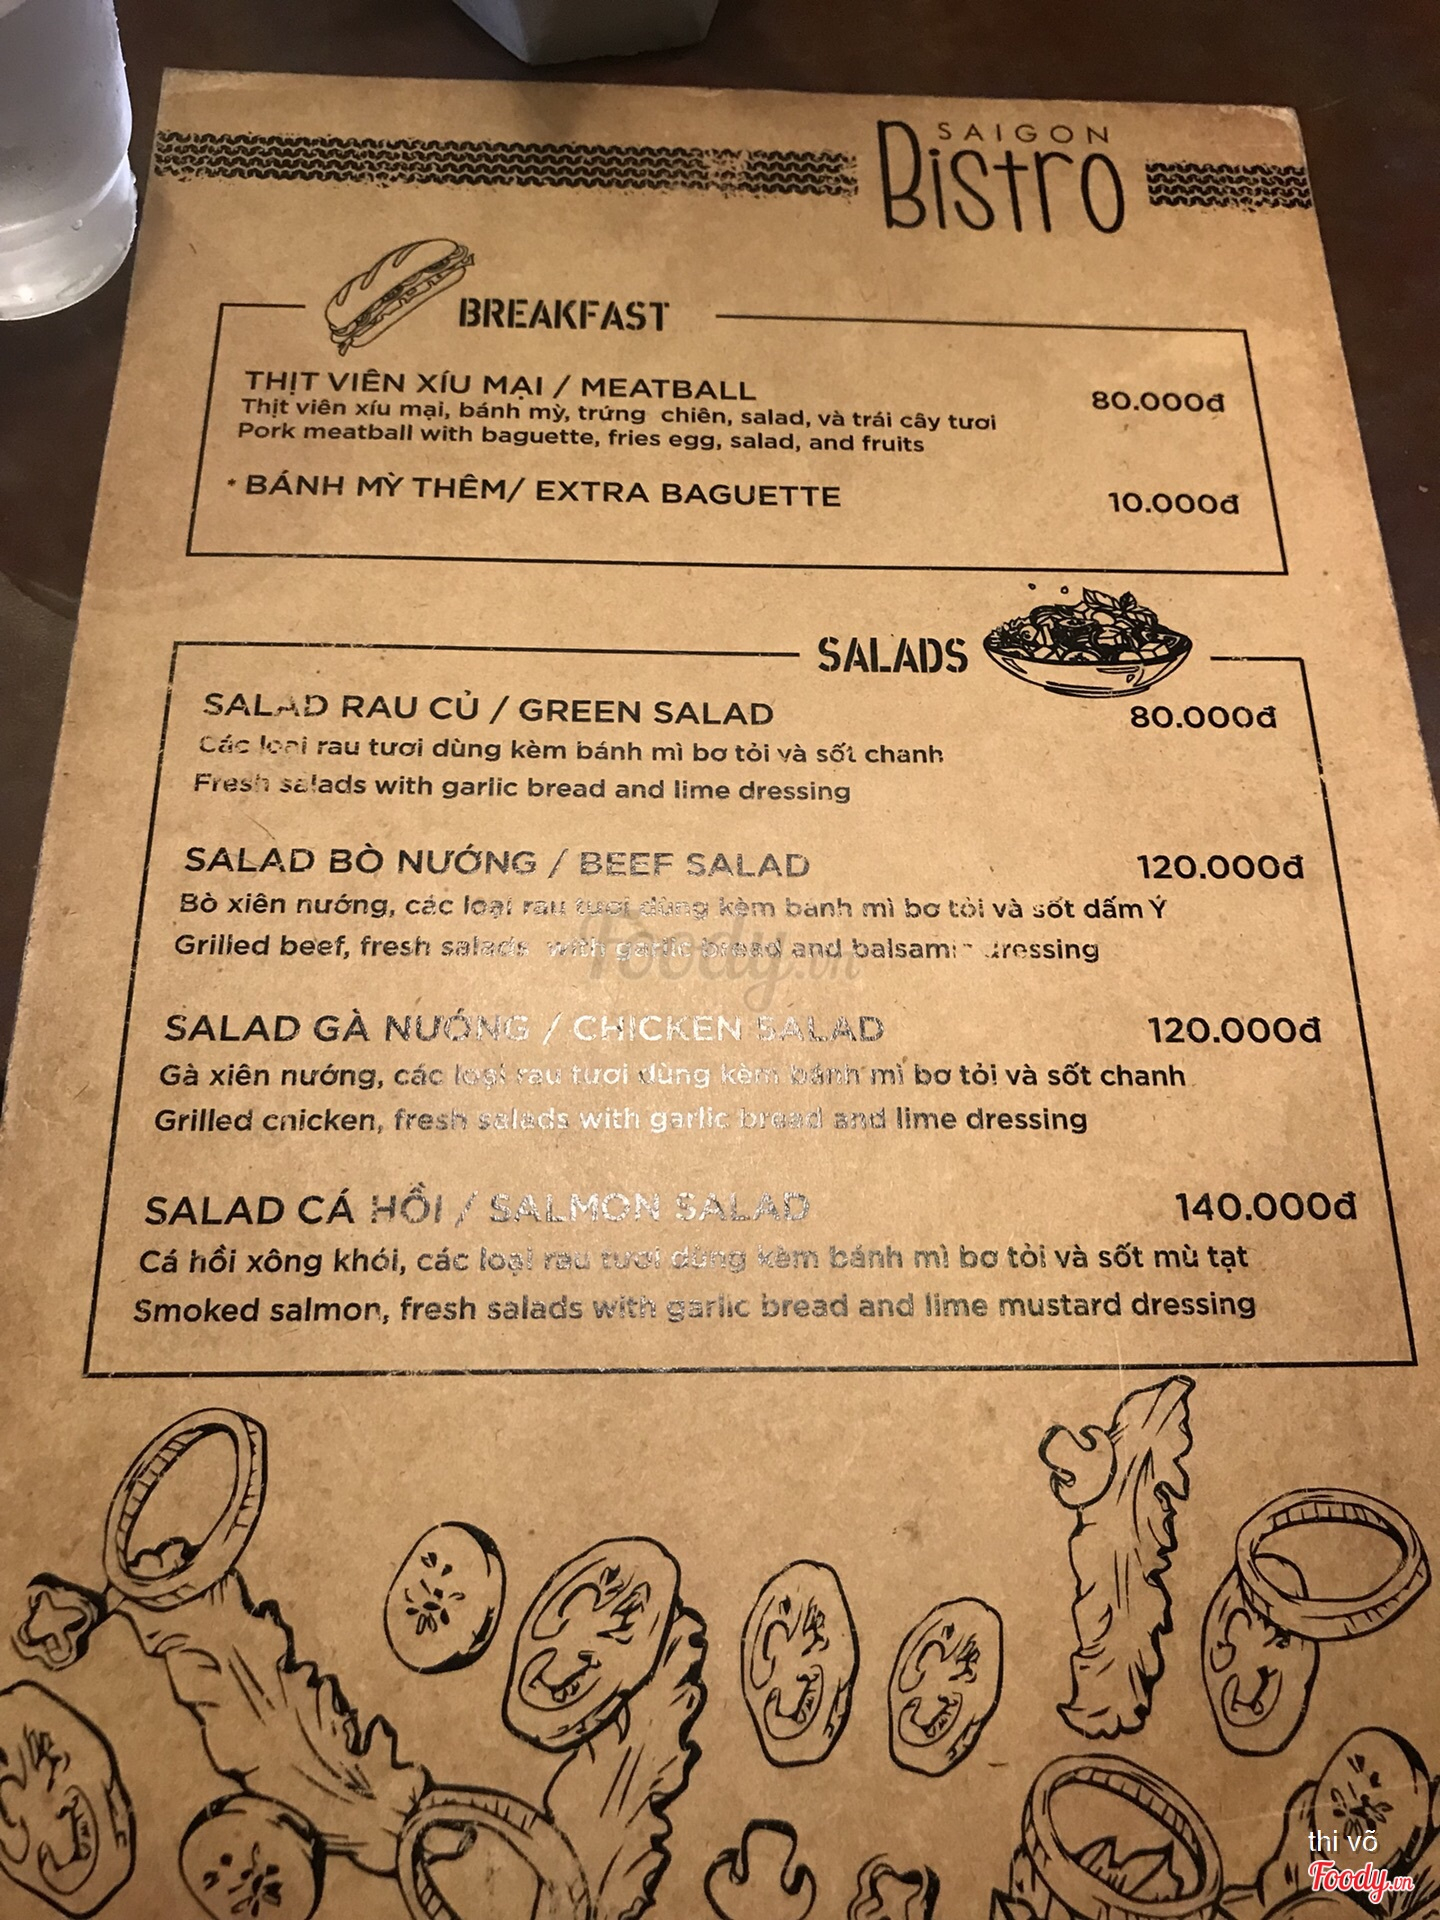 SAIGON
Bistro
BREAKFAST
THỊT VIÊN XÍU MẠI / MEATBALL
80.000đ
Thịt viên xíu mại, bánh mỳ, trứng chiên, salad, và trái cây tươi
Pork meatball with baguette, fries egg, salad, and fruits
* BÁNH MỲ THÊM/ EXTRA BAGUETTE
10.000đ
SALADS
SALAD RAU CỦ / GREEN SALAD
80.000đ
Các loại rau tươi dùng kèm bánh mì bơ tỏi và sốt chanh
Fresh salads with garlic bread and lime dressing
SALAD BÒ NƯỚNG / BEEF SALAD
120.000đ
Bò xiên nướng, các loại rau tươi dùng kèm bánh mì bơ tỏi và sốt dấm Ý
Grilled beef, fresh salads with garlic bread and balsamic dressing
SALAD GÀ NƯỚNG / CHICKEN SALAD
120.000đ
Gà xiên nướng, các loại rau tươi dùng kèm bánh mì bơ tỏi và sốt chanh
Grilled chicken, fresh salads with garlic bread and lime dressing
SALAD CÁ HỒI / SALMON SALAD
140.000đ
Cá hồi xông khói, các loại rau tươi dùng kèm bánh mì bơ tỏi và sốt mù tạt
Smoked salmon, fresh salads with garlic bread and lime mustard dressing
Foody.vn
thi võ
Foody.vn